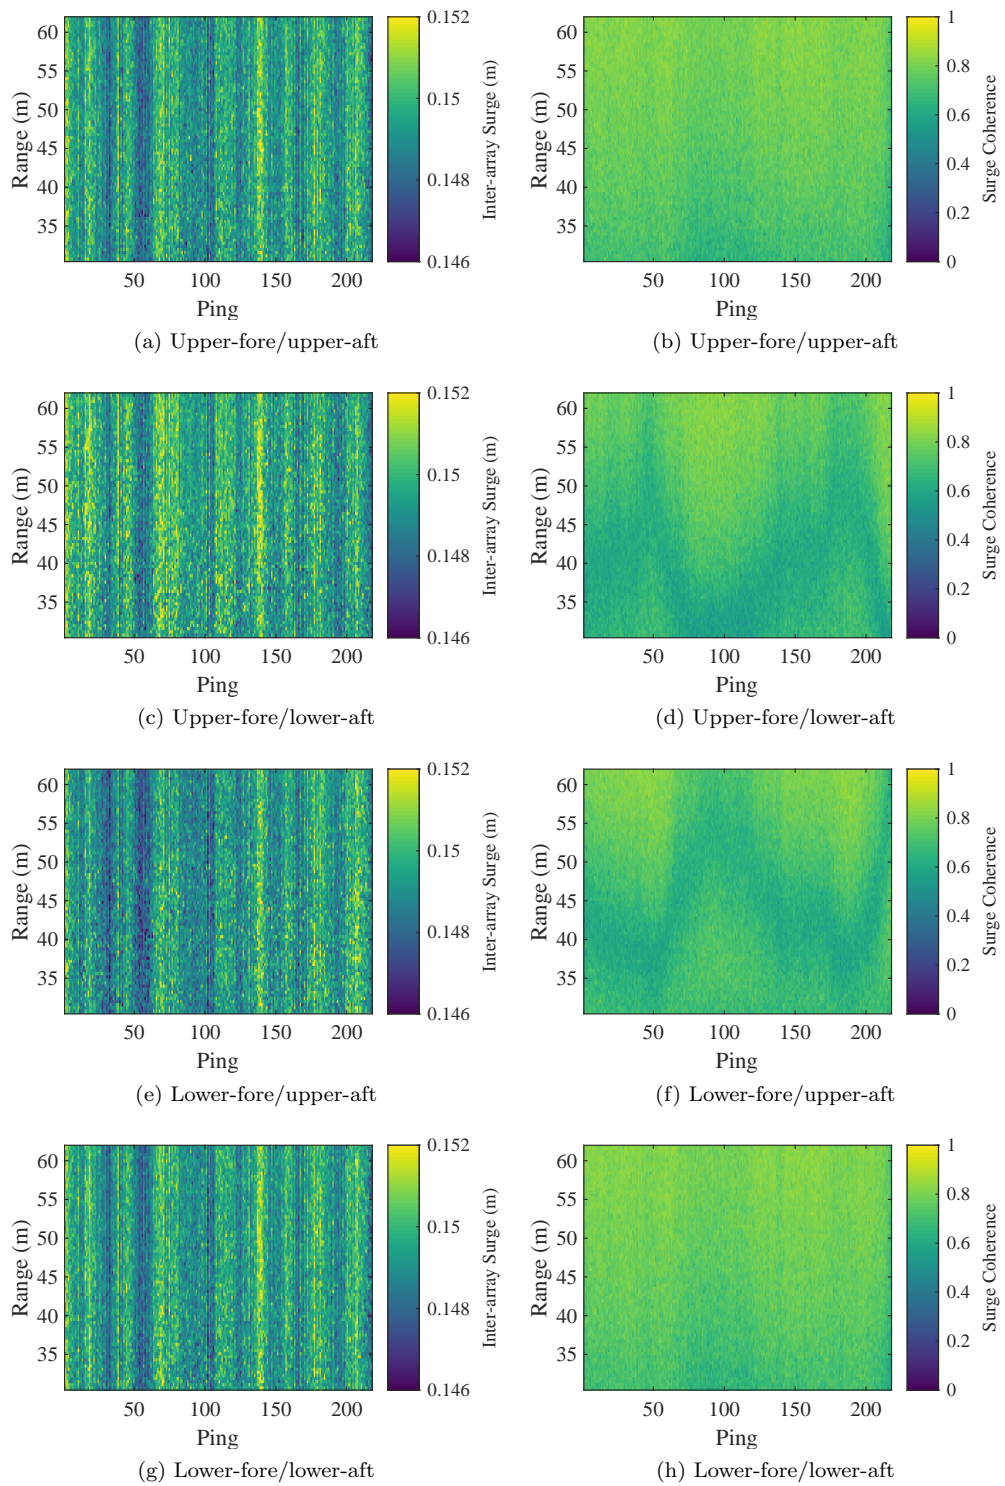 60
55
50
45
40
35
Range (m)
50 100 150 200
Ping
0.152
0.15
0.148
0.146
Inter-array Surge (m)
(a) Upper-fore/upper-aft
60
55
50
45
40
35
Range (m)
50 100 150 200
Ping
1
0.8
0.6
0.4
0.2
0
Surge Coherence
(b) Upper-fore/upper-aft
60
55
50
45
40
35
Range (m)
50 100 150 200
Ping
0.152
0.15
0.148
0.146
Inter-array Surge (m)
(c) Upper-fore/lower-aft
60
55
50
45
40
35
Range (m)
50 100 150 200
Ping
1
0.8
0.6
0.4
0.2
0
Surge Coherence
(d) Upper-fore/lower-aft
60
55
50
45
40
35
Range (m)
50 100 150 200
Ping
0.152
0.15
0.148
0.146
Inter-array Surge (m)
(e) Lower-fore/upper-aft
60
55
50
45
40
35
Range (m)
50 100 150 200
Ping
1
0.8
0.6
0.4
0.2
0
Surge Coherence
(f) Lower-fore/upper-aft
60
55
50
45
40
35
Range (m)
50 100 150 200
Ping
0.152
0.15
0.148
0.146
Inter-array Surge (m)
(g) Lower-fore/lower-aft
60
55
50
45
40
35
Range (m)
50 100 150 200
Ping
1
0.8
0.6
0.4
0.2
0
Surge Coherence
(h) Lower-fore/lower-aft